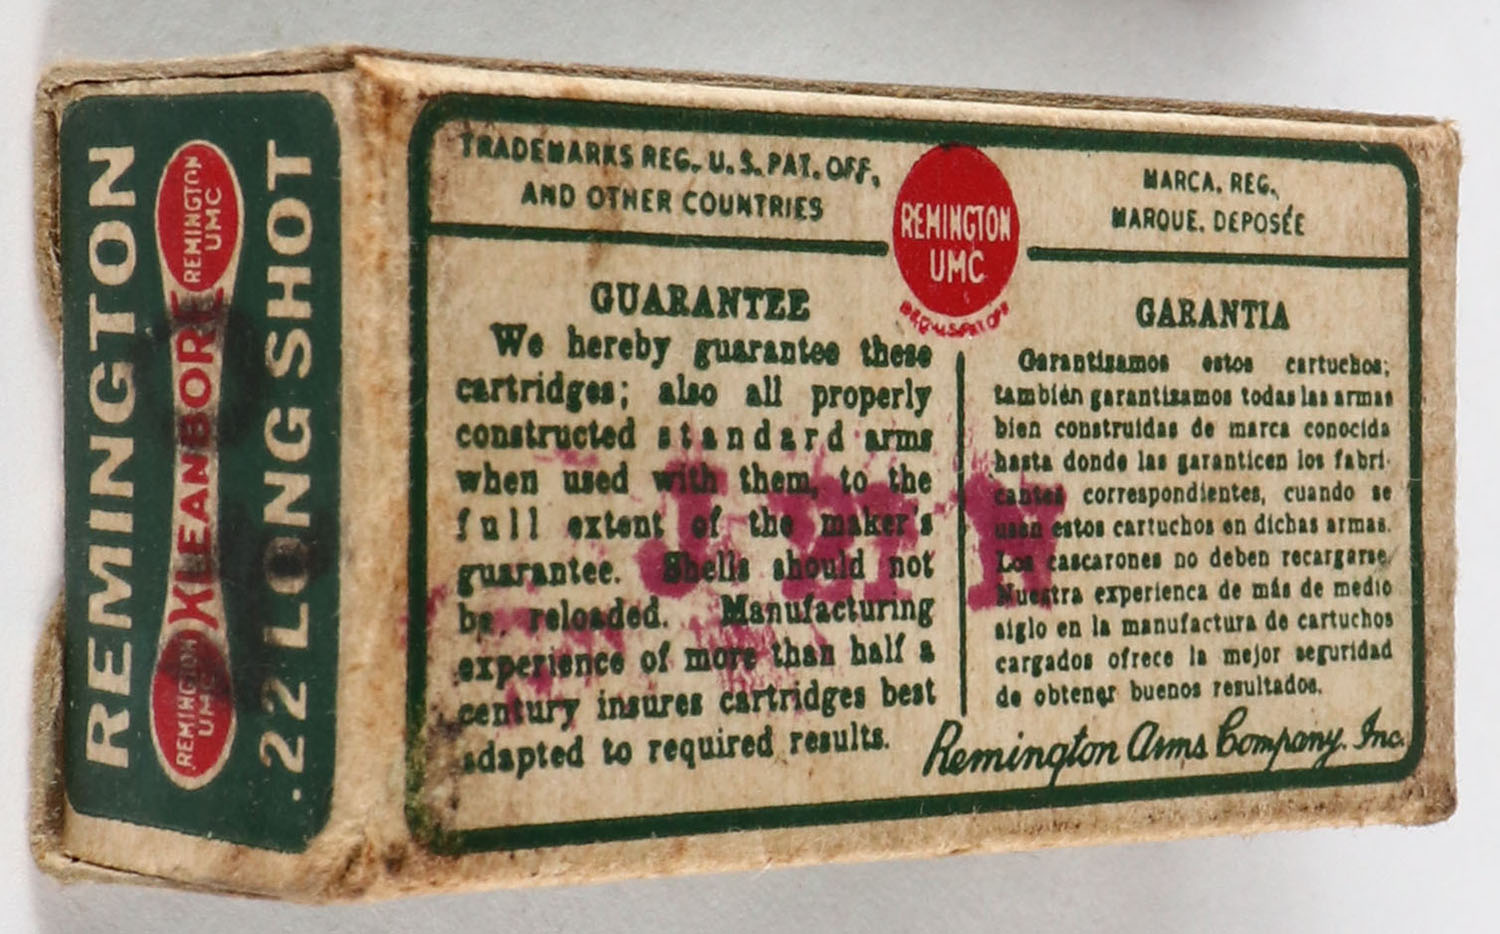 REMINGTON
REMINGTON
UMC
KLEANBORE
REMINGTON
UMC
.22 LONG SHOT
TRADEMARKS REG. U.S. PAT. OFF.
AND OTHER COUNTRIES
REMINGTON
UMC
REG. U.S. PAT. OFF.
MARCA. REG.
MARQUE. DEPOSÉE
GUARANTEE
We hereby guarantee these
cartridges; also all properly
constructed standard arms
when used with them, to the
full extent of the maker's
guarantee. Shells should not
be reloaded. Manufacturing
experience of more than half a
century insures cartridges best
adapted to required results.
GARANTIA
Garantizamos estos cartuchos;
también garantizamos todas las armas
bien construidas de marca conocida
hasta donde las garanticen los fabri-
cantes correspondientes, cuando se
usen estos cartuchos en dichas armas.
Los cascarones no deben recargarse.
Nuestra experienca de más de medio
siglo en la manufactura de cartuchos
cargados ofrece la mejor seguridad
de obtener buenos resultados.
Remington Arms Company, Inc.